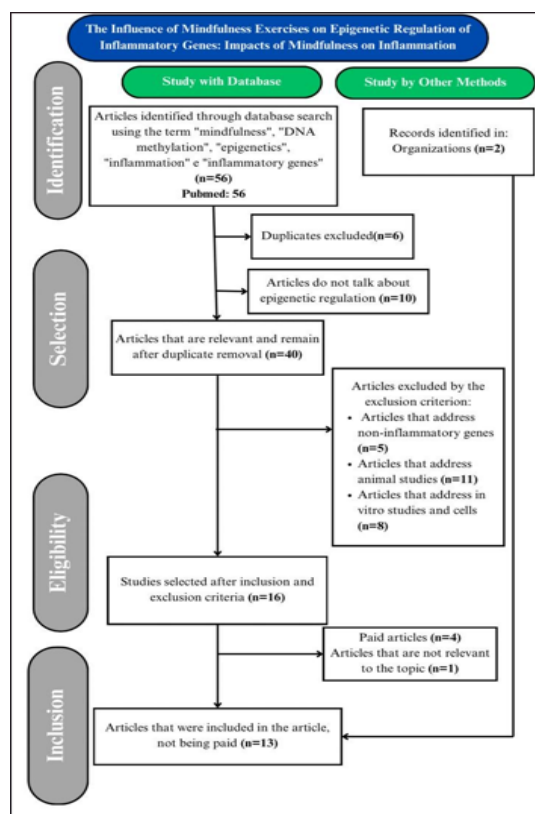 The Influence of Mindfulness Exercises on Epigenetic Regulation of
Inflammatory Genes: Impacts of Mindfulness on Inflammation
Study with Database
Study by Other Methods
Identification
Articles identified through database search
using the term "mindfulness", "DNA
methylation", "epigenetics",
"inflammation" e "inflammatory genes"
(n=56)
Pubmed: 56
Records identified in:
Organizations (n=2)
Duplicates excluded(n=6)
Selection
Articles do not talk about
epigenetic regulation (n=10)
Articles that are relevant and remain
after duplicate removal (n=40)
Articles excluded by the
exclusion criterion:
• Articles that address
non-inflammatory genes
(n=5)
• Articles that address
animal studies (n=11)
• Articles that address in
vitro studies and cells
(n=8)
Eligibility
Studies selected after inclusion and
exclusion criteria (n=16)
Paid articles (n=4)
Articles that are not relevant
to the topic (n=1)
Inclusion
Articles that were included in the article,
not being paid (n=13)